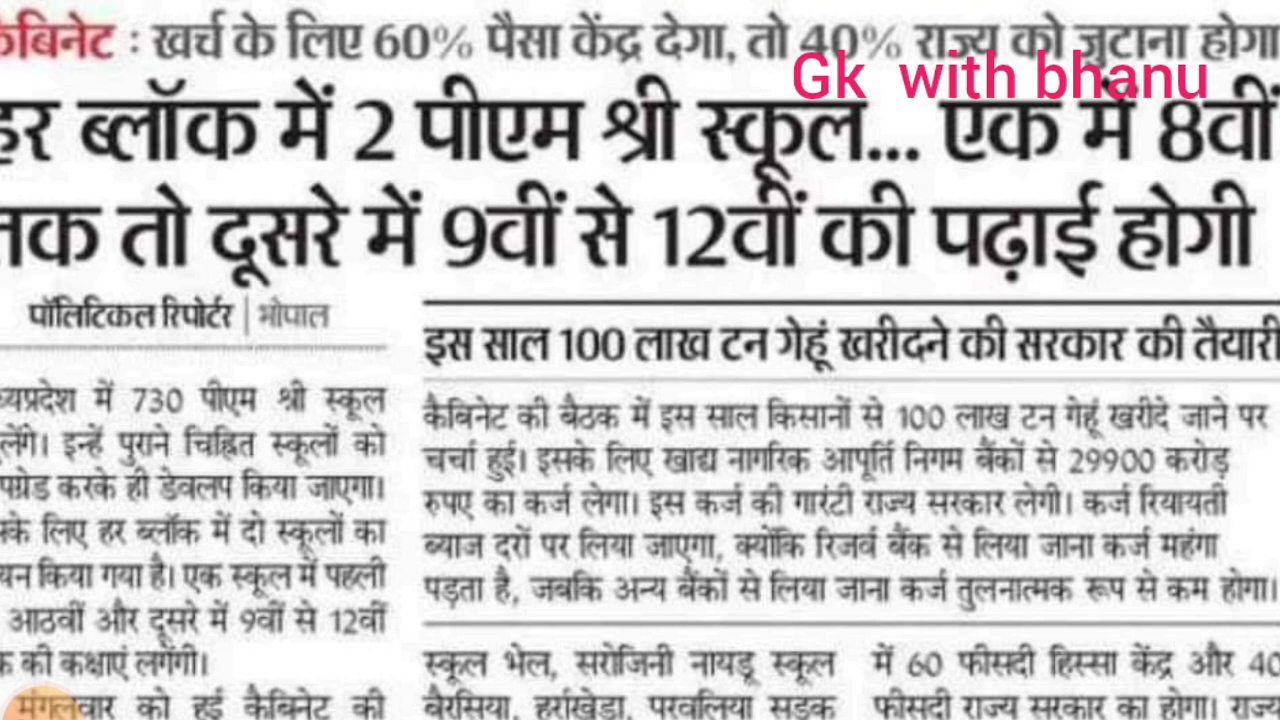 कैबिनेट : खर्च के लिए 60% पैसा केंद्र देगा, तो 40% राज्य को जुटाना होगा
Gk with bhanu
हर ब्लॉक में 2 पीएम श्री स्कूल... एक में 8वीं
तक तो दूसरे में 9वीं से 12वीं की पढ़ाई होगी
पॉलिटिकल रिपोर्टर | भोपाल
ध्यप्रदेश में 730 पीएम श्री स्कूल
लेंगे। इन्हें पुराने चिह्नित स्कूलों को
पग्रेड करके ही डेवलप किया जाएगा।
के लिए हर ब्लॉक में दो स्कूलों का
यन किया गया है। एक स्कूल में पहली
आठवीं और दूसरे में 9वीं से 12वीं
क की कक्षाएं लगेंगी।
मंगलवार को हुई कैबिनेट की
इस साल 100 लाख टन गेहूं खरीदने की सरकार की तैयारी
कैबिनेट की बैठक में इस साल किसानों से 100 लाख टन गेहूं खरीदे जाने पर
चर्चा हुई। इसके लिए खाद्य नागरिक आपूर्ति निगम बैंकों से 29900 करोड़
रुपए का कर्ज लेगा। इस कर्ज की गारंटी राज्य सरकार लेगी। कर्ज रियायती
ब्याज दरों पर लिया जाएगा, क्योंकि रिजर्व बैंक से लिया जाना कर्ज महंगा
पड़ता है, जबकि अन्य बैंकों से लिया जाना कर्ज तुलनात्मक रूप से कम होगा।
स्कूल भेल, सरोजिनी नायडू स्कूल
बैरसिया, हर्राखेडा, परवलिया सडक
में 60 फीसदी हिस्सा केंद्र और 40
फीसदी राज्य सरकार का होगा। राज्य